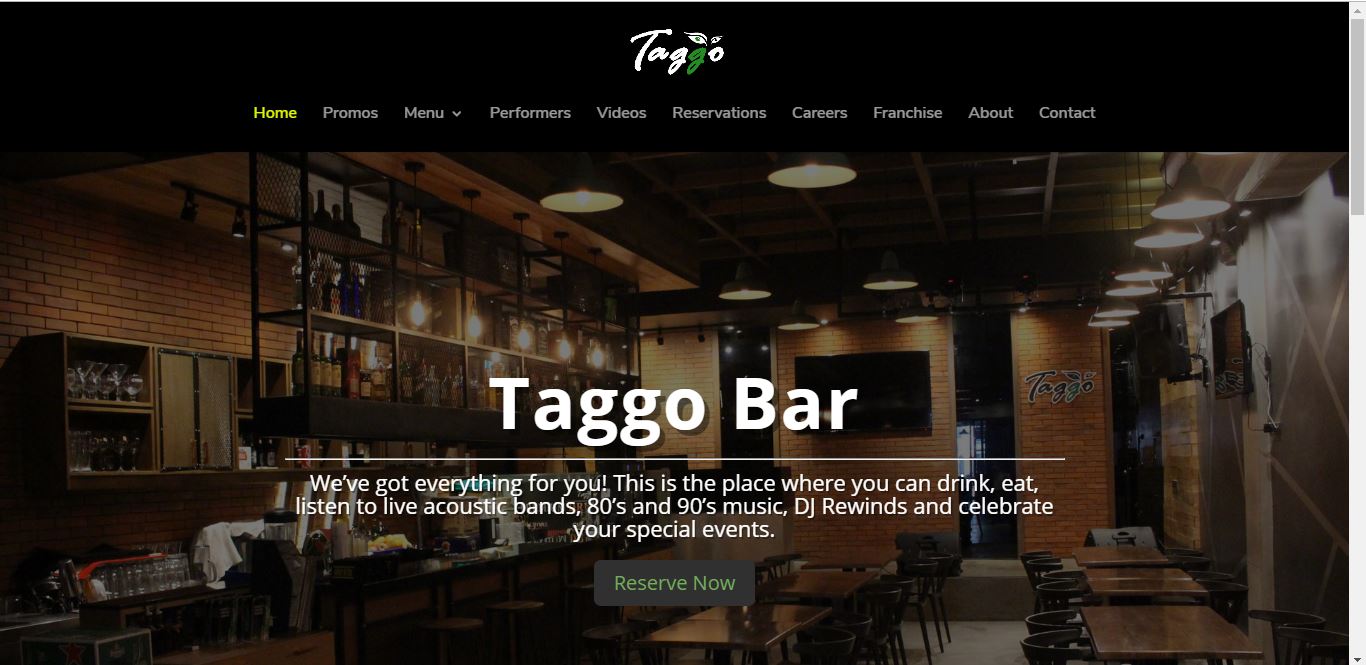 Taggo
Home Promos Menu Performers Videos Reservations Careers Franchise About Contact
Taggo
Taggo Bar
We've got everything for you! This is the place where you can drink, eat,
listen to live acoustic bands, 80's and 90's music, DJ Rewinds and celebrate
your special events.
Reserve Now